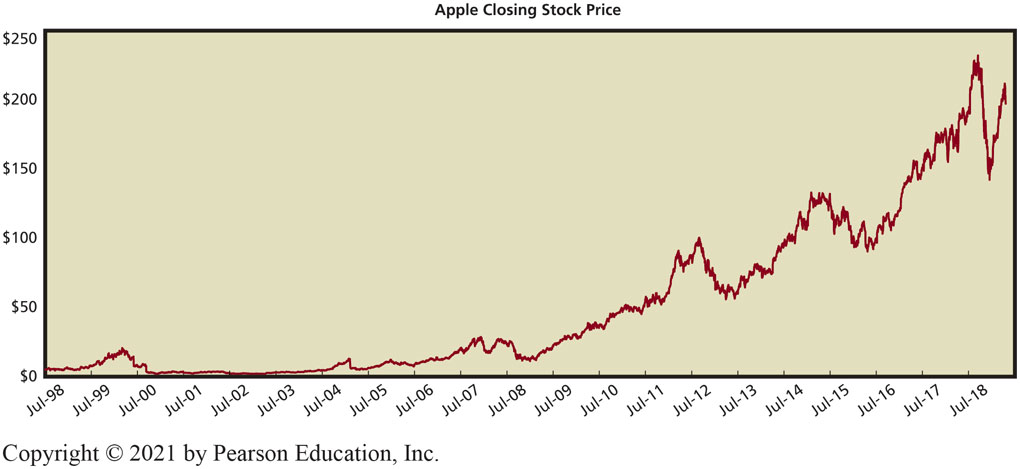 Apple Closing Stock Price
$250
$200
$150
$100
$50
$0
Jul-98 Jul-99 Jul-00 Jul-01 Jul-02 Jul-03 Jul-04 Jul-05 Jul-06 Jul-07 Jul-08 Jul-09 Jul-10 Jul-11 Jul-12 Jul-13 Jul-14 Jul-15 Jul-16 Jul-17 Jul-18
Copyright © 2021 by Pearson Education, Inc.